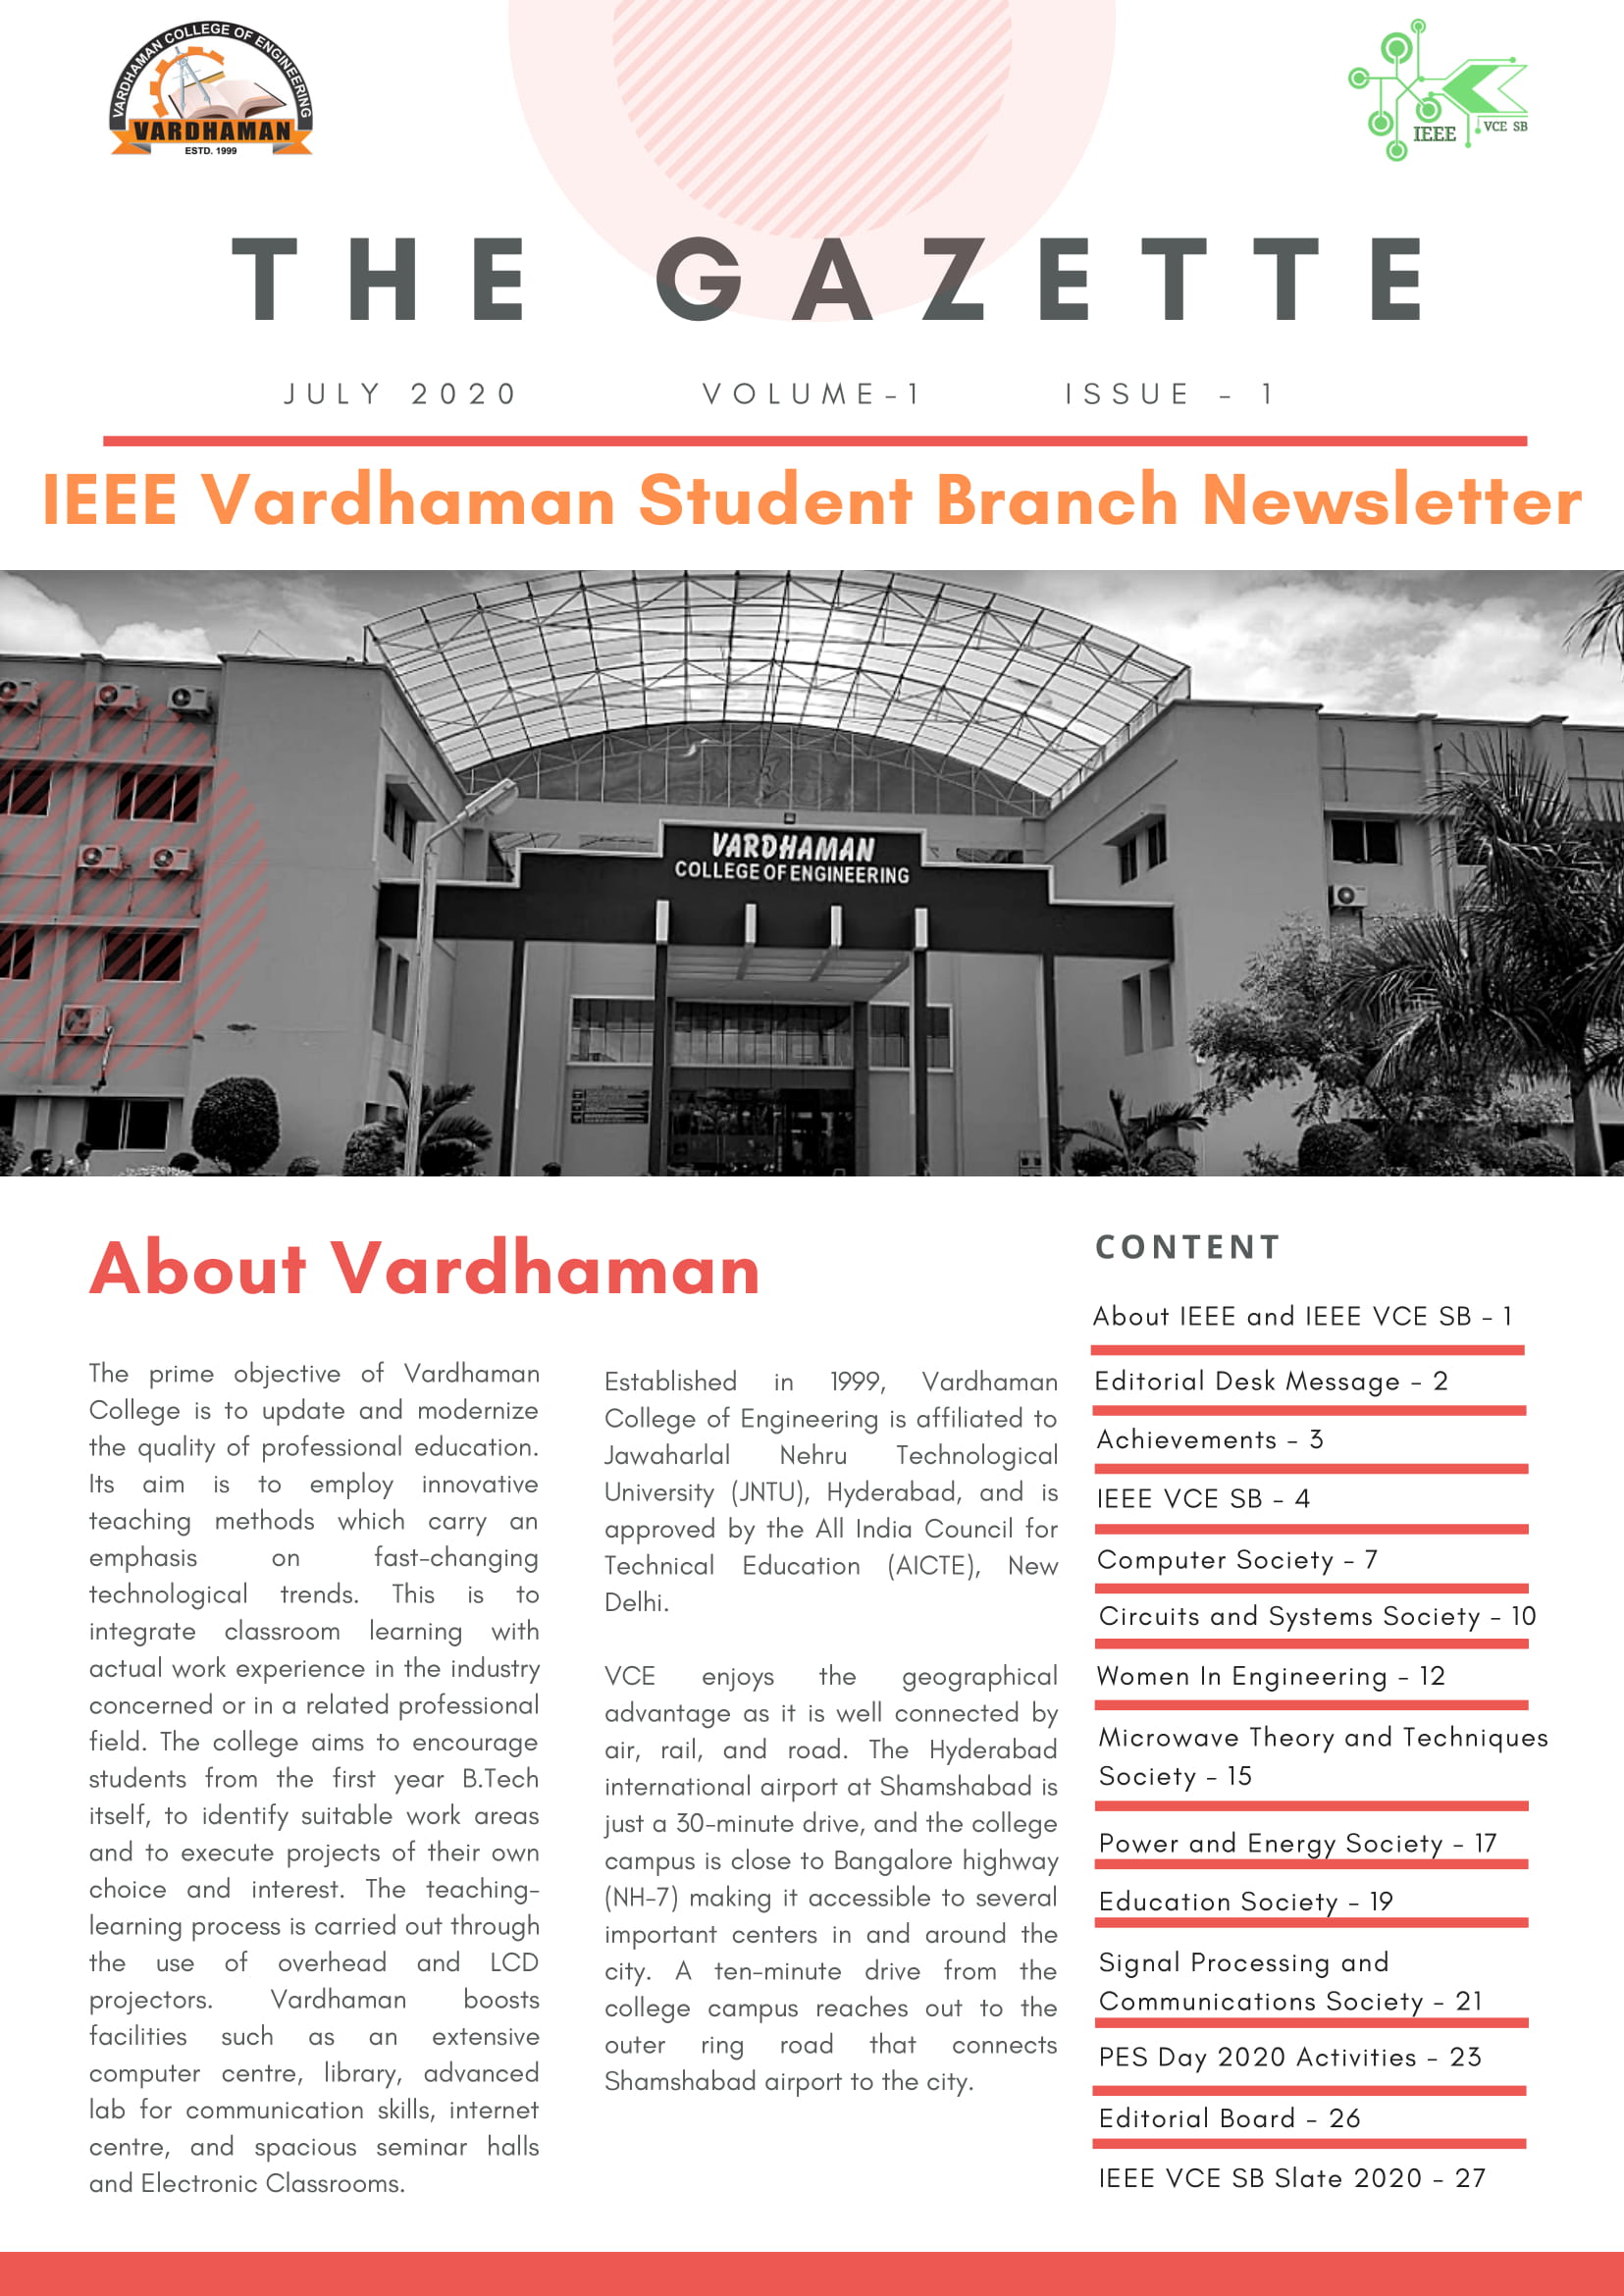 VARDHAMAN COLLEGE OF ENGINEERING
VARDHAMAN
ESTD. 1999
IEEE
VCE SB
THE GAZETTE
JULY 2020 VOLUME-1 ISSUE - 1
IEEE Vardhaman Student Branch Newsletter
VARDHAMAN
COLLEGE OF ENGINEERING
About Vardhaman
The prime objective of Vardhaman
College is to update and modernize
the quality of professional education.
Its aim is to employ innovative
teaching methods which carry an
emphasis on fast-changing
technological trends. This is to
integrate classroom learning with
actual work experience in the industry
concerned or in a related professional
field. The college aims to encourage
students from the first year B.Tech
itself, to identify suitable work areas
and to execute projects of their own
choice and interest. The teaching-
learning process is carried out through
the use of overhead and LCD
projectors. Vardhaman boosts
facilities such as an extensive
computer centre, library, advanced
lab for communication skills, internet
centre, and spacious seminar halls
and Electronic Classrooms.
Established in 1999, Vardhaman
College of Engineering is affiliated to
Jawaharlal Nehru Technological
University (JNTU), Hyderabad, and is
approved by the All India Council for
Technical Education (AICTE), New
Delhi.
VCE enjoys the geographical
advantage as it is well connected by
air, rail, and road. The Hyderabad
international airport at Shamshabad is
just a 30-minute drive, and the college
campus is close to Bangalore highway
(NH-7) making it accessible to several
important centers in and around the
city. A ten-minute drive from the
college campus reaches out to the
outer ring road that connects
Shamshabad airport to the city.
CONTENT
About IEEE and IEEE VCE SB - 1
Editorial Desk Message - 2
Achievements - 3
IEEE VCE SB - 4
Computer Society - 7
Circuits and Systems Society - 10
Women In Engineering - 12
Microwave Theory and Techniques
Society - 15
Power and Energy Society - 17
Education Society - 19
Signal Processing and
Communications Society - 21
PES Day 2020 Activities - 23
Editorial Board - 26
IEEE VCE SB Slate 2020 - 27